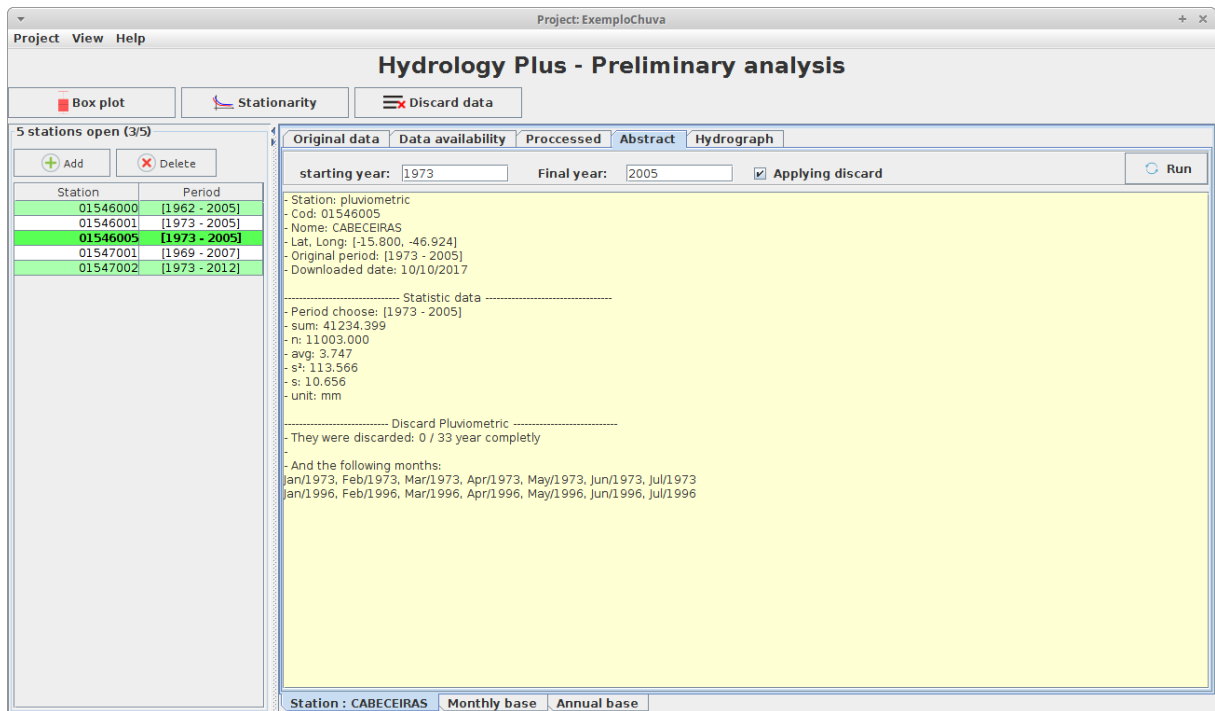 Project: ExemploChuva
Project View Help
Hydrology Plus - Preliminary analysis
Box plot Stationarity Discard data
5 stations open (3/5)
Add Delete
Station Period
01546000 [1962 - 2005]
01546001 [1973 - 2005]
01546005 [1973 - 2005]
01547001 [1969 - 2007]
01547002 [1973 - 2012]
Original data Data availability Proccessed Abstract Hydrograph
starting year: 1973 Final year: 2005 Applying discard Run
- Station: pluviometric
- Cod: 01546005
- Nome: CABECEIRAS
- Lat, Long: [-15.800, -46.924]
- Original period: [1973 - 2005]
- Downloaded date: 10/10/2017
------------------------------ Statistic data ---------------------------------
- Period choose: [1973 - 2005]
- sum: 41234.399
- n: 11003.000
- avg: 3.747
- s²: 113.566
- s: 10.656
- unit: mm
--------------------------- Discard Pluviometric ---------------------------
- They were discarded: 0 / 33 year completly
-
- And the following months:
Jan/1973, Feb/1973, Mar/1973, Apr/1973, May/1973, Jun/1973, Jul/1973
Jan/1996, Feb/1996, Mar/1996, Apr/1996, May/1996, Jun/1996, Jul/1996
Station : CABECEIRAS Monthly base Annual base